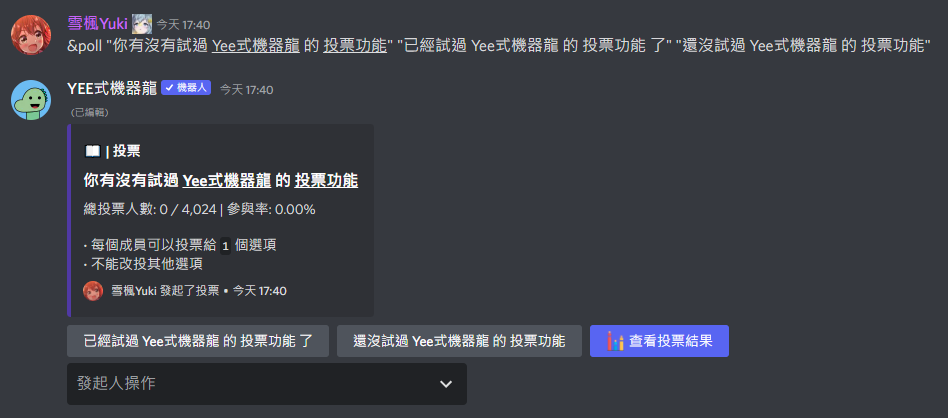 雪楓Yuki 今天 17:40
&poll "你有沒有試過 Yee式機器龍 的 投票功能" "已經試過 Yee式機器龍 的 投票功能 了" "還沒試過 Yee式機器龍 的 投票功能"
YEE式機器龍 機器人 今天 17:40
(已編輯)
| 投票
你有沒有試過 Yee式機器龍 的 投票功能
總投票人數: 0 / 4,024 | 參與率: 0.00%
• 每個成員可以投票給 1 個選項
• 不能改投其他選項
雪楓Yuki 發起了投票 • 今天 17:40
已經試過 Yee式機器龍 的 投票功能 了 還沒試過 Yee式機器龍 的 投票功能 查看投票結果
發起人操作